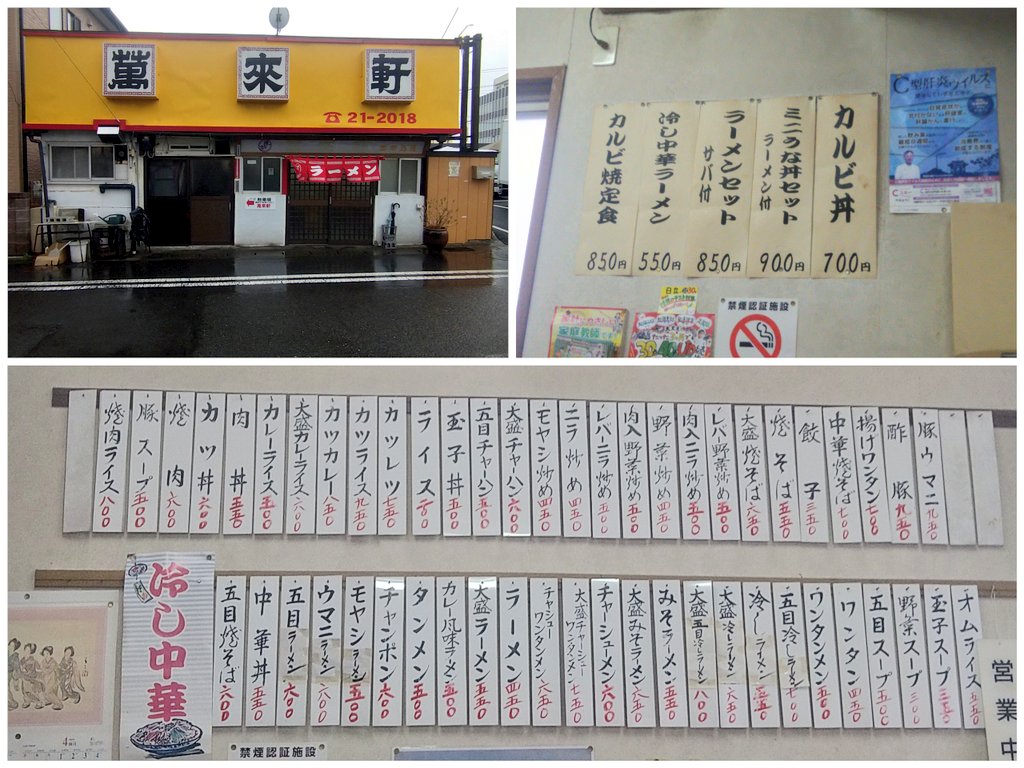 萬來軒
☎21-2018
ラーメン
カルビ丼 700円
ミニうな丼セット ラーメン付 900円
ラーメンセット サバ付 850円
冷し中華ラーメン 550円
カルビ焼定食 850円
C型肝炎ウイルス
家庭教師
禁煙認証施設
豚ウマニ 九五〇
酢豚 九五〇
揚げワンタン 七〇〇
中華焼そば 七〇〇
餃子 三五〇
焼そば 五五〇
大盛焼そば 六五〇
レバ野菜炒め 五〇〇
肉入ニラ炒め 五〇〇
野菜炒め 四五〇
肉入野菜炒め 五五〇
レバニラ炒め 五五〇
ニラ炒め 四五〇
モヤシ炒め 四五〇
大盛チャーハン 六〇〇
五目チャーハン 五五〇
玉子丼 五〇〇
ライス 二〇〇
カツレツ 七五〇
カツライス 九五〇
カツカレー 八五〇
大盛カレーライス 六〇〇
カレーライス 五五〇
肉丼 五五〇
カツ丼 六〇〇
焼肉 六〇〇
豚スープ 五〇〇
焼肉ライス 八〇〇
オムライス 五五〇
玉子スープ 三五〇
野菜スープ 三〇〇
五目スープ 五〇〇
ワンタン 四五〇
ワンタンメン 五〇〇
五目冷しラーメン 七〇〇
冷しラーメン 五五〇
大盛冷しラーメン 六五〇
大盛五目冷しラーメン 八〇〇
みそラーメン 五五〇
大盛みそラーメン 六五〇
チャーシューメン 六〇〇
大盛チャーシューワンタンメン 七五〇
チャシューワンタンメン 六五〇
ラーメン 四五〇
大盛ラーメン 五五〇
カレー風味ラーメン 五五〇
タンメン 五〇〇
チャンポン 六〇〇
モヤシラーメン 五五〇
ウマニラーメン 六〇〇
五目ラーメン 六〇〇
中華丼 五五〇
五目焼そば 六〇〇
冷し中華
営業中
禁煙認証施設
4
1 2 3 4